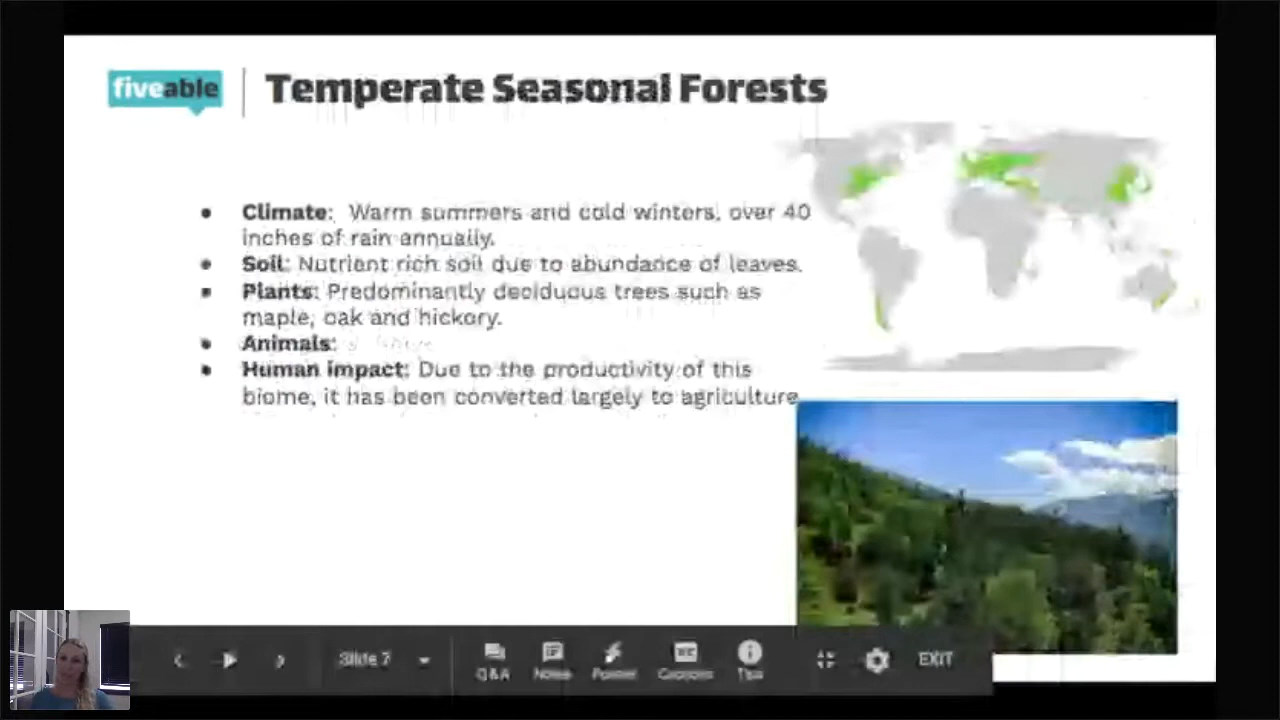 fiveable
Temperate Seasonal Forests
• Climate: Warm summers and cold winters, over 40
inches of rain annually.
• Soil: Nutrient rich soil due to abundance of leaves.
• Plants: Predominantly deciduous trees such as
maple, oak and hickory.
• Animals:
• Human impact: Due to the productivity of this
biome, it has been converted largely to agriculture
Slide 7
Q&A Notes Pointer Captions Tips
EXIT